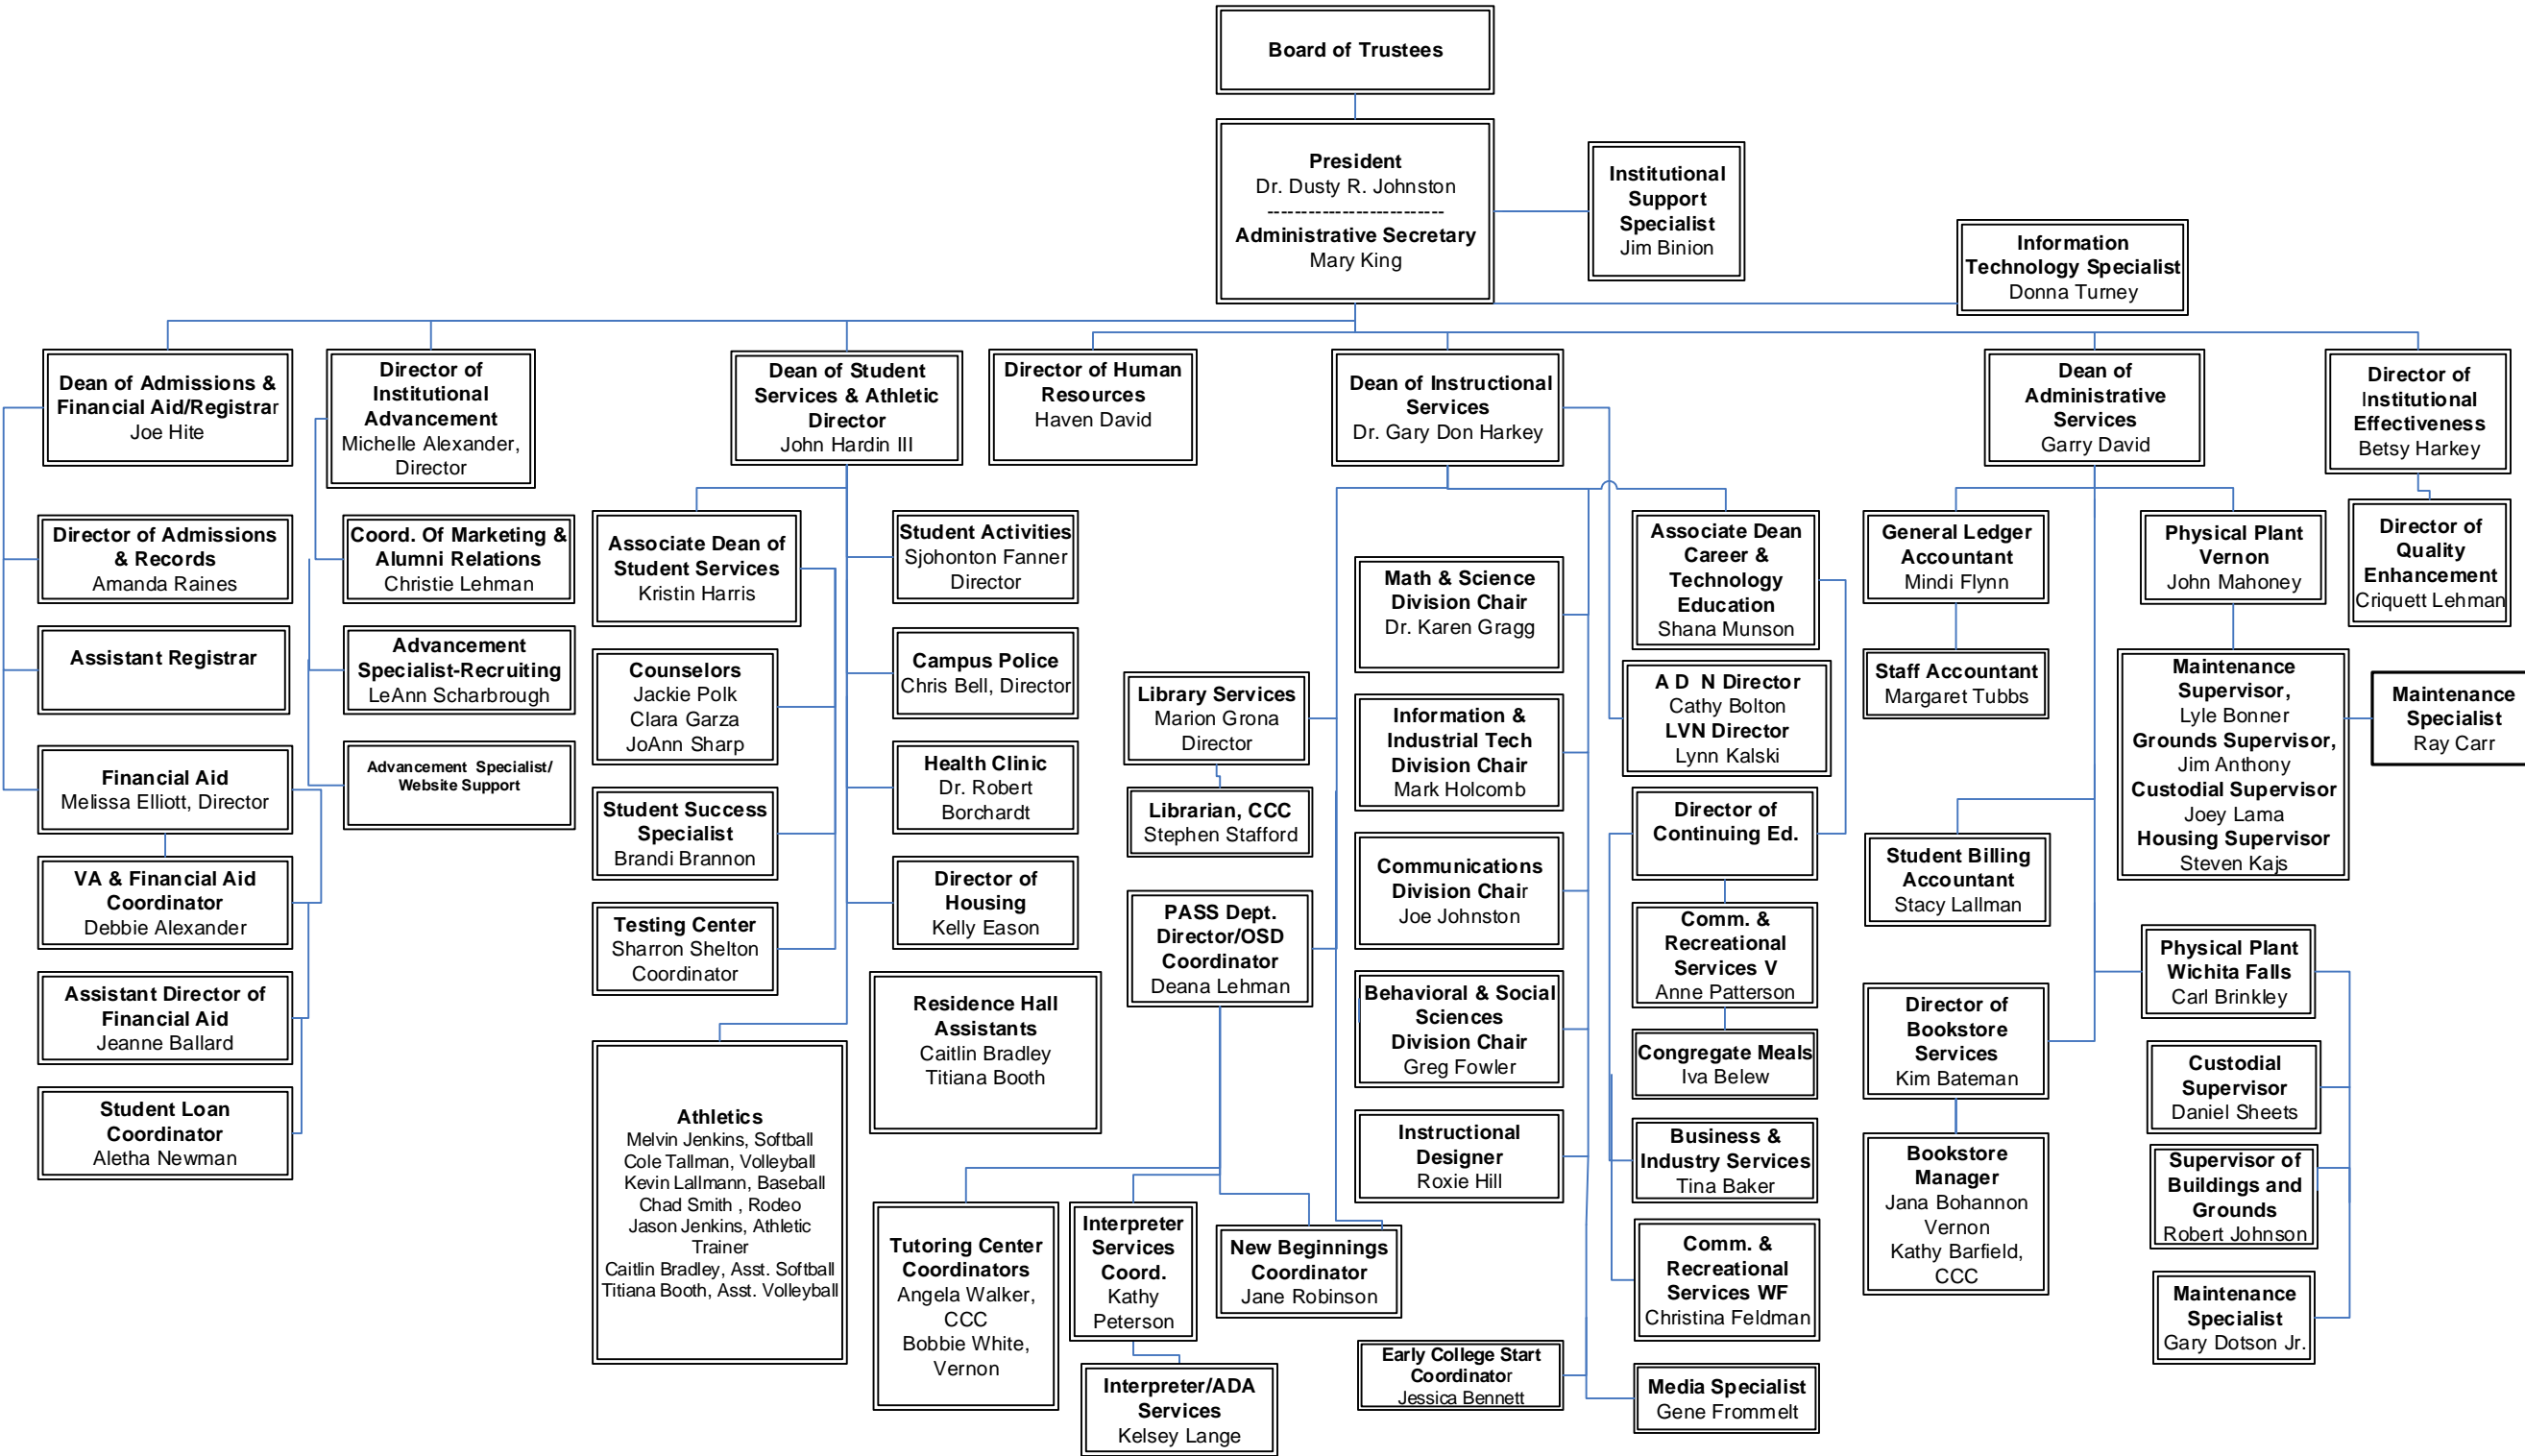 Board of Trustees
President
Dr. Dusty R. Johnston
--------------------------
Administrative Secretary
Mary King
Institutional
Support
Specialist
Jim Binion
Information
Technology Specialist
Donna Turney
Dean of Admissions &
Financial Aid/Registrar
Joe Hite
Director of
Institutional
Advancement
Michelle Alexander,
Director
Dean of Student
Services & Athletic
Director
John Hardin III
Director of Human
Resources
Haven David
Dean of Instructional
Services
Dr. Gary Don Harkey
Dean of
Administrative
Services
Garry David
Director of
Institutional
Effectiveness
Betsy Harkey
Director of Admissions
& Records
Amanda Raines
Assistant Registrar
Financial Aid
Melissa Elliott, Director
VA & Financial Aid
Coordinator
Debbie Alexander
Assistant Director of
Financial Aid
Jeanne Ballard
Student Loan
Coordinator
Aletha Newman
Coord. Of Marketing &
Alumni Relations
Christie Lehman
Advancement
Specialist-Recruiting
LeAnn Scharbrough
Advancement Specialist/
Website Support
Associate Dean of
Student Services
Kristin Harris
Counselors
Jackie Polk
Clara Garza
JoAnn Sharp
Student Success
Specialist
Brandi Brannon
Testing Center
Sharron Shelton
Coordinator
Athletics
Melvin Jenkins, Softball
Cole Tallman, Volleyball
Kevin Lallmann, Baseball
Chad Smith , Rodeo
Jason Jenkins, Athletic
Trainer
Caitlin Bradley, Asst. Softball
Titiana Booth, Asst. Volleyball
Student Activities
Sjohonton Fanner
Director
Campus Police
Chris Bell, Director
Health Clinic
Dr. Robert
Borchardt
Director of
Housing
Kelly Eason
Residence Hall
Assistants
Caitlin Bradley
Titiana Booth
Library Services
Marion Grona
Director
Librarian, CCC
Stephen Stafford
PASS Dept.
Director/OSD
Coordinator
Deana Lehman
Tutoring Center
Coordinators
Angela Walker,
CCC
Bobbie White,
Vernon
Interpreter
Services
Coord.
Kathy
Peterson
New Beginnings
Coordinator
Jane Robinson
Interpreter/ADA
Services
Kelsey Lange
Math & Science
Division Chair
Dr. Karen Gragg
Information &
Industrial Tech
Division Chair
Mark Holcomb
Communications
Division Chair
Joe Johnston
Behavioral & Social
Sciences
Division Chair
Greg Fowler
Instructional
Designer
Roxie Hill
Early College Start
Coordinator
Jessica Bennett
Associate Dean
Career &
Technology
Education
Shana Munson
A D N Director
Cathy Bolton
LVN Director
Lynn Kalski
Director of
Continuing Ed.
Comm. &
Recreational
Services V
Anne Patterson
Congregate Meals
Iva Belew
Business &
Industry Services
Tina Baker
Comm. &
Recreational
Services WF
Christina Feldman
Media Specialist
Gene Frommelt
General Ledger
Accountant
Mindi Flynn
Staff Accountant
Margaret Tubbs
Student Billing
Accountant
Stacy Lallman
Director of
Bookstore
Services
Kim Bateman
Bookstore
Manager
Jana Bohannon
Vernon
Kathy Barfield,
CCC
Physical Plant
Vernon
John Mahoney
Maintenance
Supervisor,
Lyle Bonner
Grounds Supervisor,
Jim Anthony
Custodial Supervisor
Joey Lama
Housing Supervisor
Steven Kajs
Maintenance
Specialist
Ray Carr
Physical Plant
Wichita Falls
Carl Brinkley
Custodial
Supervisor
Daniel Sheets
Supervisor of
Buildings and
Grounds
Robert Johnson
Maintenance
Specialist
Gary Dotson Jr.
Director of
Quality
Enhancement
Criquett Lehman